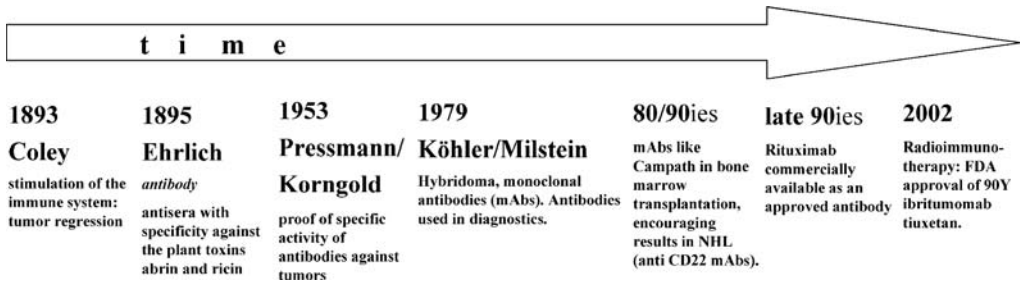 time
1893
Coley
stimulation of the
immune system:
tumor regression
1895
Ehrlich
antibody
antisera with
specificity against
the plant toxins
abrin and ricin
1953
Pressmann/
Korngold
proof of specific
activity of
antibodies against
tumors
1979
Köhler/Milstein
Hybridoma, monoclonal
antibodies (mAbs). Antibodies
used in diagnostics.
80/90ies
mAbs like
Campath in bone
marrow
transplantation,
encouraging
results in NHL
(anti CD22 mAbs).
late 90ies
Rituximab
commercially
available as an
approved antibody
2002
Radioimmuno-
therapy: FDA
approval of 90Y
ibritumomab
tiuxetan.